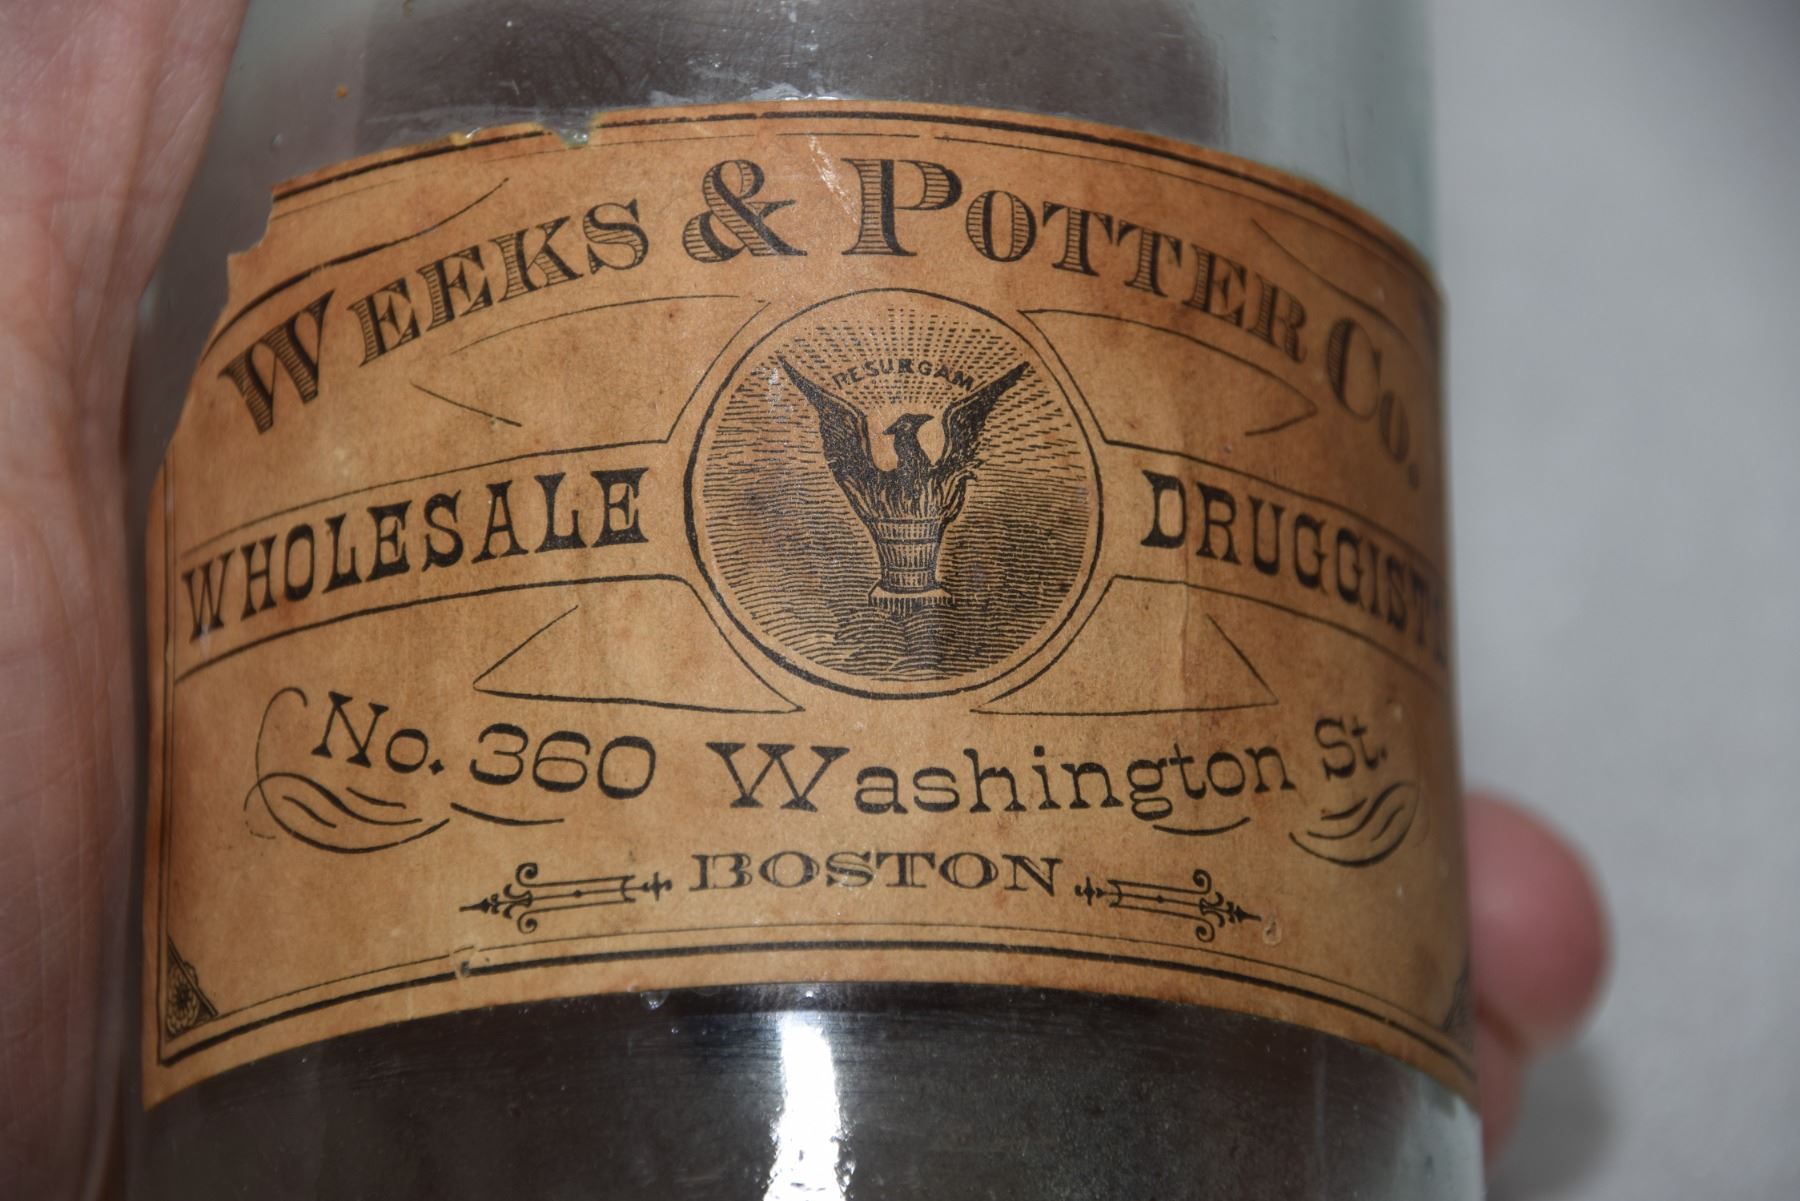 WEEKS & POTTER CO.
RESURGAM
WHOLESALE DRUGGISTS
No. 360 Washington St.
BOSTON